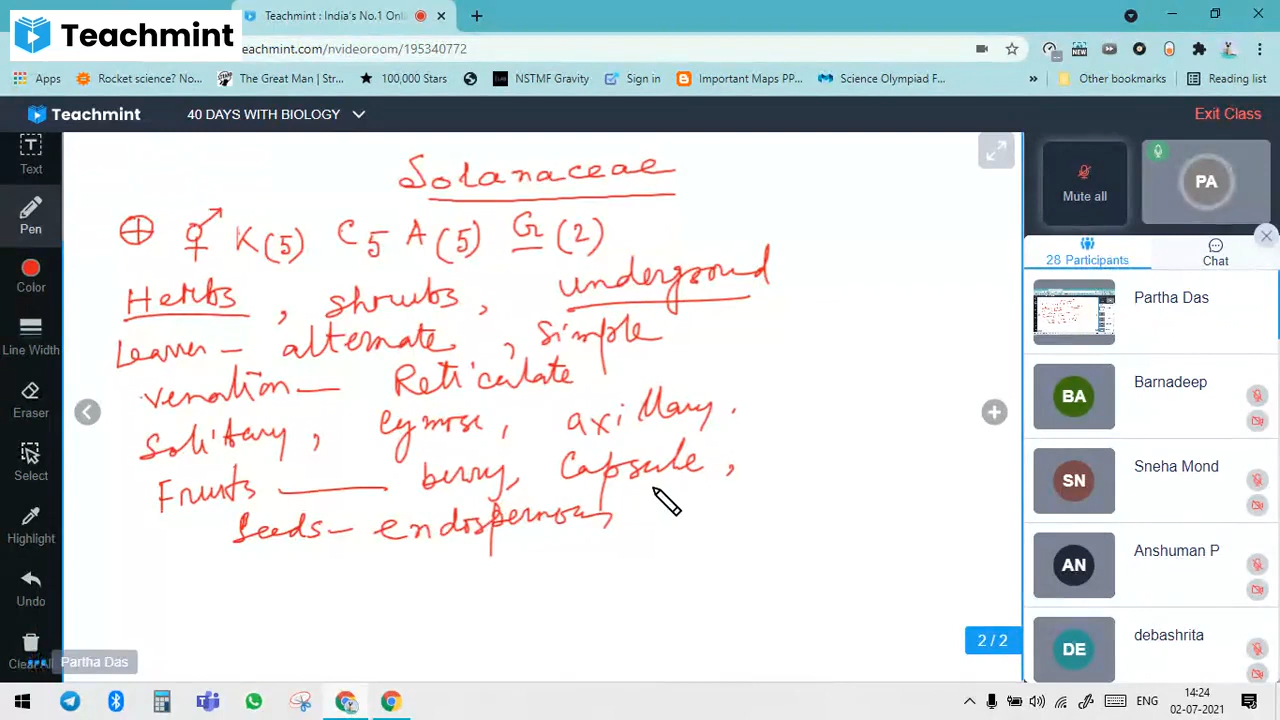 Teachmint: India's No.1 Onl
Teachmint
teachmint.com/nvideoroom/195340772
Apps
Rocket science? No...
The Great Man | Str...
100,000 Stars
NSTMF Gravity
Sign in
Important Maps PP...
Science Olympiad F...
Other bookmarks
Reading list
Teachmint
40 DAYS WITH BIOLOGY
Exit Class
Text
Pen
Color
Line Width
Eraser
Select
Highlight
Undo
Clear All
Solanaceae
⊕ ⚥ K(5) C5 A(5) G(2)
Herbs, shrubs, undergound
Leaves - alternate, simple
venation — Reticulate
Solitary, cymose, axillary.
Fruits — berry, Capsule,
Seeds - endospermous
2 / 2
Partha Das
Mute all
PA
28 Participants
Chat
Partha Das
BA
Barnadeep
SN
Sneha Mond
AN
Anshuman P
DE
debashrita
ENG
14:24
02-07-2021